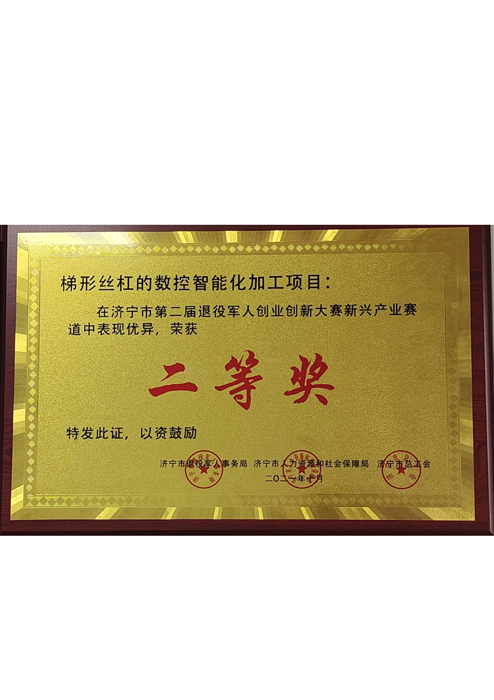 梯形丝杠的数控智能化加工项目:
在济宁市第二届退役军人创业创新大赛新兴产业赛
道中表现优异，荣获
二等奖
特发此证，以资鼓励
济宁市退役军人事务局 济宁市人力资源和社会保障局 济宁市总工会
二〇二一年十月